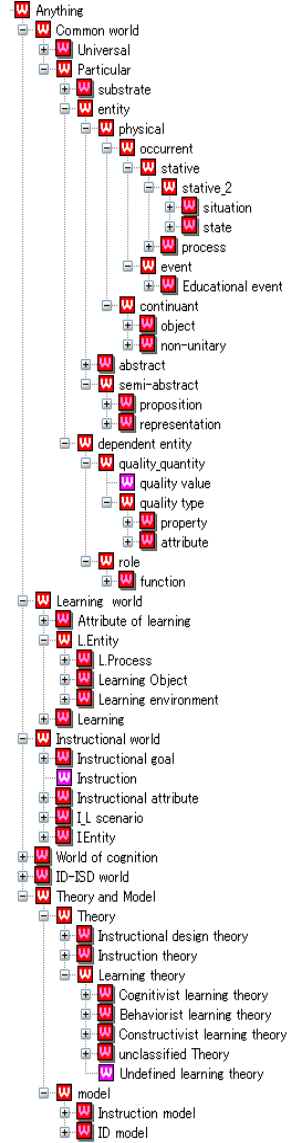 Anything
Common world
Universal
Particular
substrate
entity
physical
occurrent
stative
stative_2
situation
state
process
event
Educational event
continuant
object
non-unitary
abstract
semi-abstract
proposition
representation
dependent entity
quality_quantity
quality value
quality type
property
attribute
role
function
Learning world
Attribute of learning
L.Entity
L.Process
Learning Object
Learning environment
Learning
Instructional world
Instructional goal
Instruction
Instructional attribute
I_L scenario
I.Entity
World of cognition
ID-ISD world
Theory and Model
Theory
Instructional design theory
Instruction theory
Learning theory
Cognitivist learning theory
Behaviorist learning theory
Constructivist learning theory
unclassified Theory
Undefined learning theory
model
Instruction model
ID model